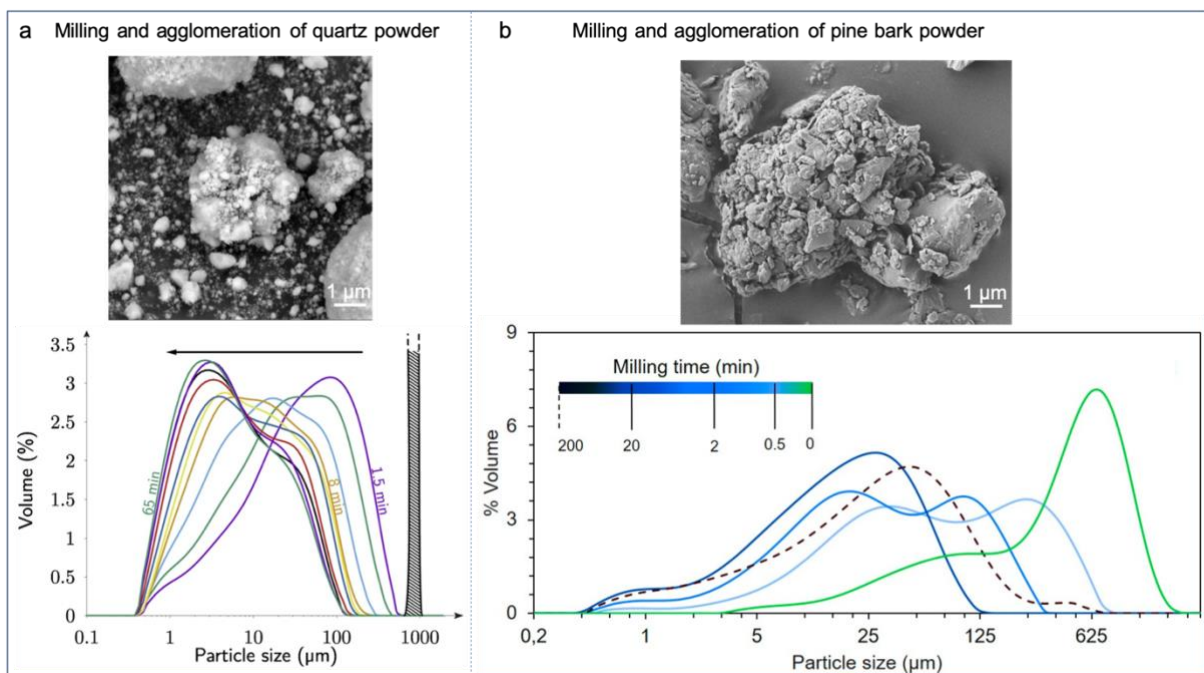 a Milling and agglomeration of quartz powder
1 µm
3.5
3
2.5
2
1.5
1
0.5
0
Volume (%)
65 min
8 min
1.5 min
0.1 1 10 100 1000
Particle size (µm)
b Milling and agglomeration of pine bark powder
1 µm
9
6
3
0
% Volume
Milling time (min)
200 20 2 0.5 0
0,2 1 5 25 125 625
Particle size (µm)